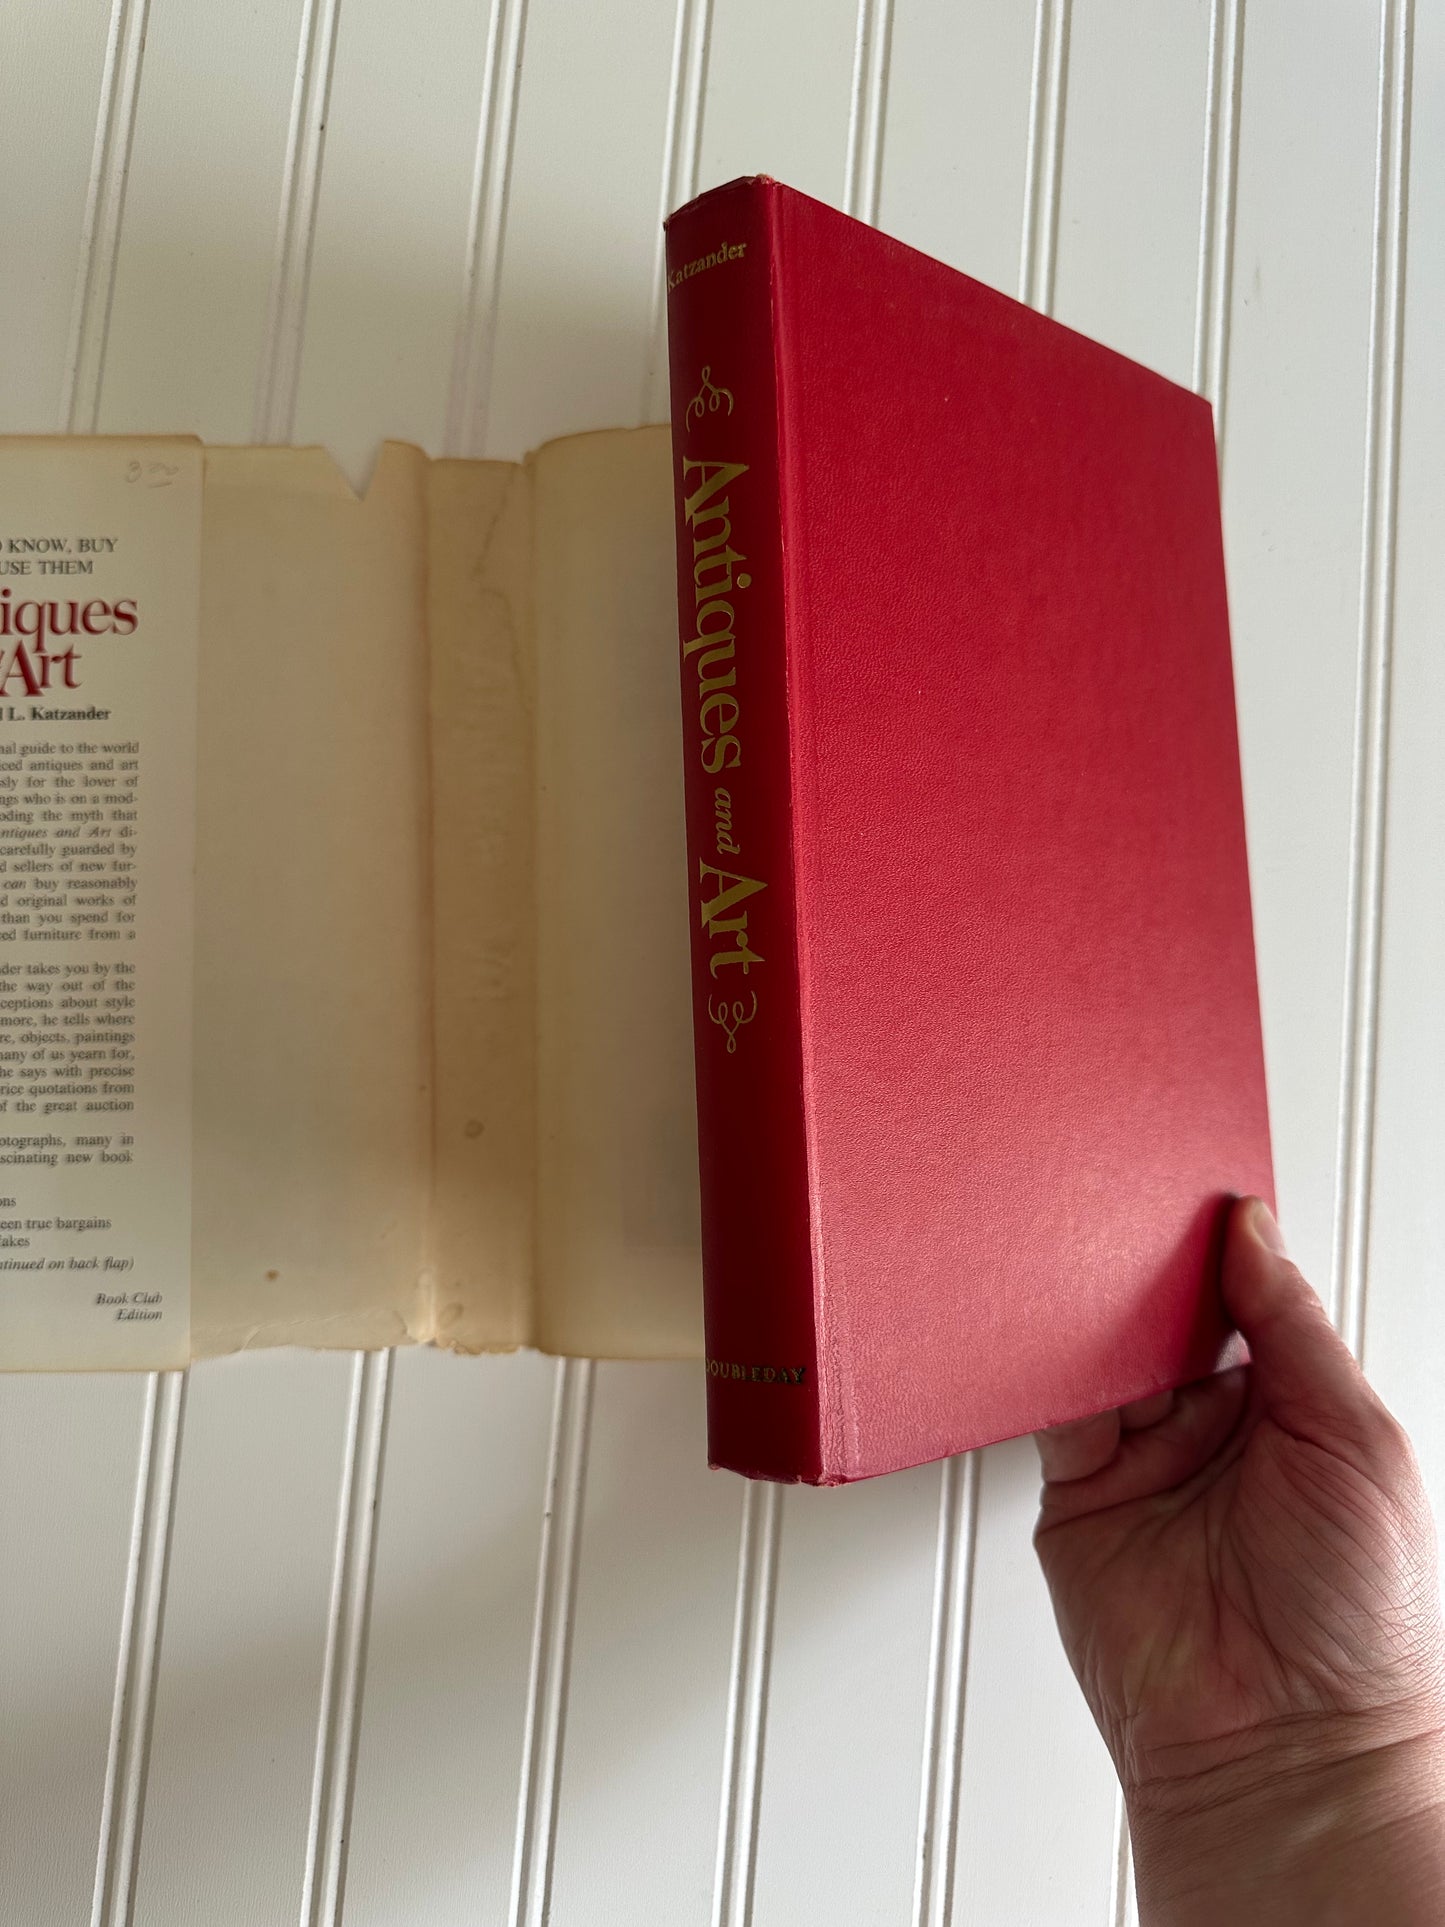 3.00
KNOW, BUY
USE THEM
iques
Art
L. Katzander
guide to the world
antiques and art
for the lover of
who is on a mod-
the myth that
Antiques and Art di-
carefully guarded by
sellers of new fur-
can buy reasonably
original works of
than you spend for
furniture from a
takes you by the
the way out of the
about style
more, he tells where
objects, paintings
many of us yearn for,
he says with precise
quotations from
of the great auction
many in
new book
true bargains
fakes
on back flap)
Book Club
Edition
Katzander
Antiques and Art
DOUBLEDAY